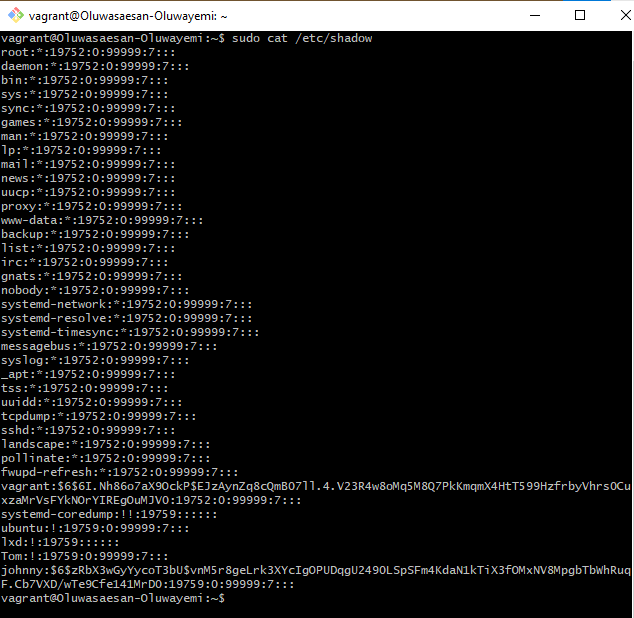 vagrant@Oluwasaesan-Oluwayemi: ~
vagrant@Oluwasaesan-Oluwayemi:~$ sudo cat /etc/shadow
root:*:19752:0:99999:7:::
daemon:*:19752:0:99999:7:::
bin:*:19752:0:99999:7:::
sys:*:19752:0:99999:7:::
sync:*:19752:0:99999:7:::
games:*:19752:0:99999:7:::
man:*:19752:0:99999:7:::
lp:*:19752:0:99999:7:::
mail:*:19752:0:99999:7:::
news:*:19752:0:99999:7:::
uucp:*:19752:0:99999:7:::
proxy:*:19752:0:99999:7:::
www-data:*:19752:0:99999:7:::
backup:*:19752:0:99999:7:::
list:*:19752:0:99999:7:::
irc:*:19752:0:99999:7:::
gnats:*:19752:0:99999:7:::
nobody:*:19752:0:99999:7:::
systemd-network:*:19752:0:99999:7:::
systemd-resolve:*:19752:0:99999:7:::
systemd-timesync:*:19752:0:99999:7:::
messagebus:*:19752:0:99999:7:::
syslog:*:19752:0:99999:7:::
_apt:*:19752:0:99999:7:::
tss:*:19752:0:99999:7:::
uuidd:*:19752:0:99999:7:::
tcpdump:*:19752:0:99999:7:::
sshd:*:19752:0:99999:7:::
landscape:*:19752:0:99999:7:::
pollinate:*:19752:0:99999:7:::
fwupd-refresh:*:19752:0:99999:7:::
vagrant:$6$6I.Nh86o7aX9OckP$EJzAynZq8cQmBO7ll.4.V23R4w8oMq5M8Q7PkKmqmX4HtT599HzfrbyVhrsOCu
xzaMrVsFYkNOrYIREgOuMJV0:19752:0:99999:7:::
systemd-coredump:!!:19759::::::
ubuntu:!:19759:0:99999:7:::
lxd:!:19759::::::
Tom:!:19759:0:99999:7:::
johnny:$6$zRbX3wGyYycoT3bU$vnM5r8geLrk3XYcIgOPUDqgU249OLSpSFm4KdaN1kTiX3fOMxNV8MpgbTbWhRuq
F.Cb7VXD/wTe9Cfe141MrD0:19759:0:99999:7:::
vagrant@Oluwasaesan-Oluwayemi:~$